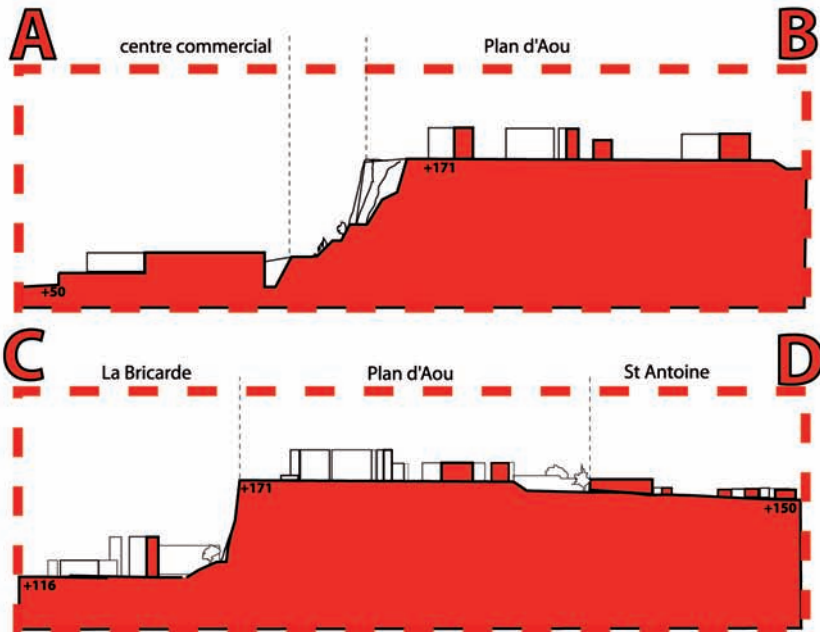 A
centre commercial
Plan d'Aou
B
+171
+50
C
La Bricarde
Plan d'Aou
St Antoine
D
+171
+150
+116